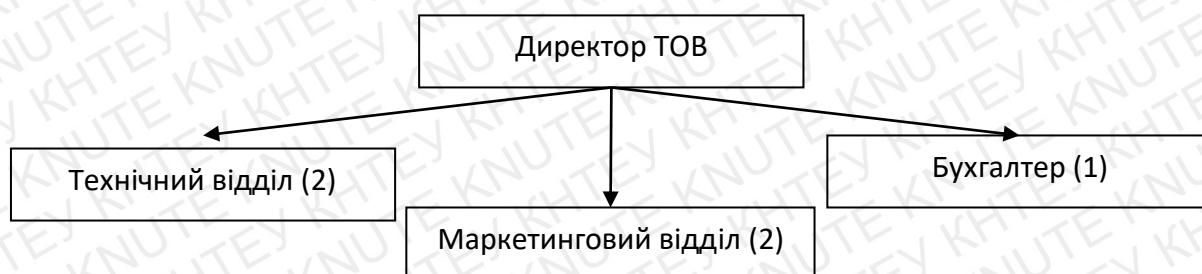 Директор ТОВ
Технічний відділ (2)
Бухгалтер (1)
Маркетинговий відділ (2)